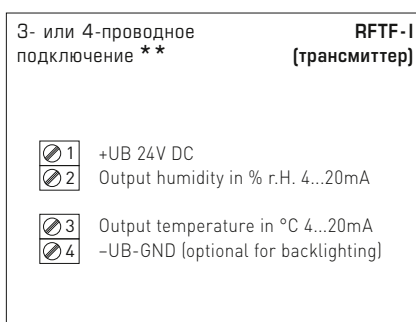 3- или 4-проводное RFTF-I
подключение ** (трансмиттер)
1 +UB 24V DC
2 Output humidity in % r.H. 4...20mA
3 Output temperature in °C 4...20mA
4 –UB-GND (optional for backlighting)